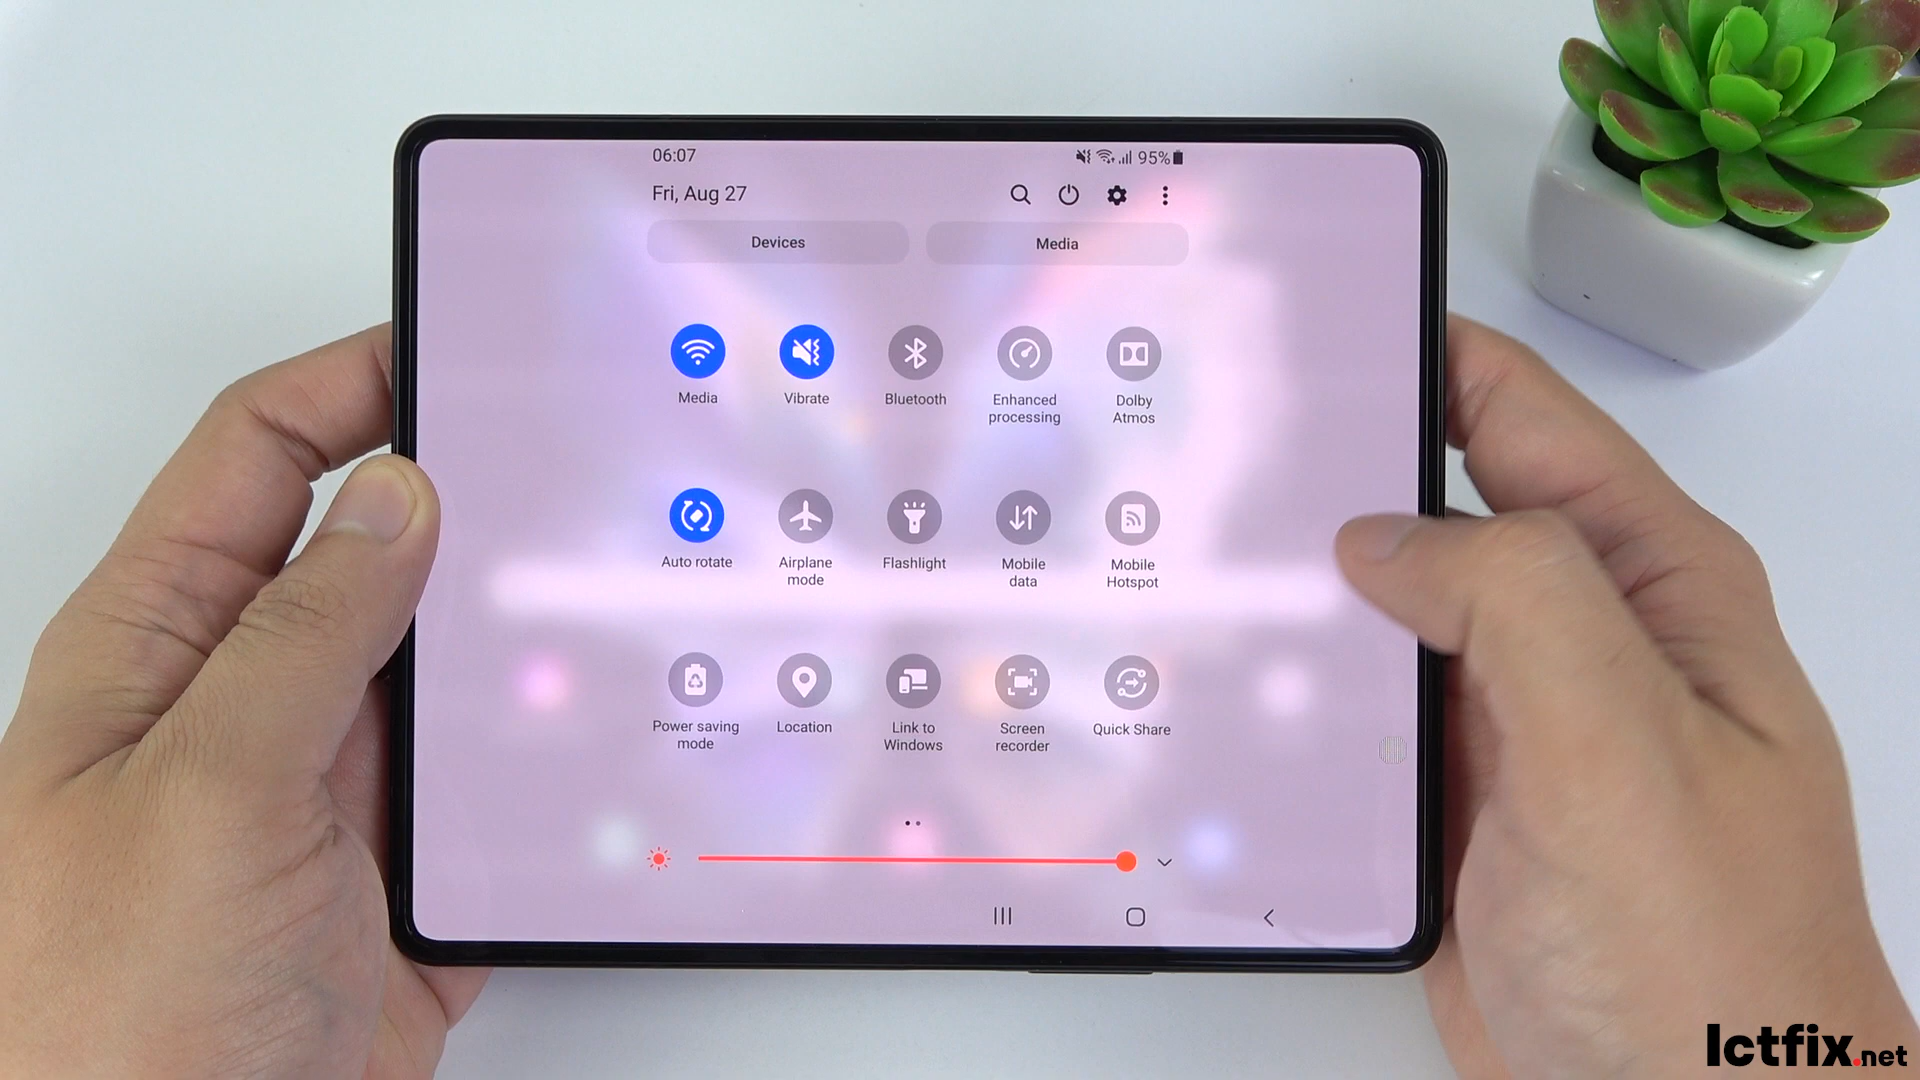 06:07
95%
Fri, Aug 27
Devices
Media
Media
Vibrate
Bluetooth
Enhanced
processing
Dolby
Atmos
Auto rotate
Airplane
mode
Flashlight
Mobile
data
Mobile
Hotspot
Power saving
mode
Location
Link to
Windows
Screen
recorder
Quick Share
Ictfix.net